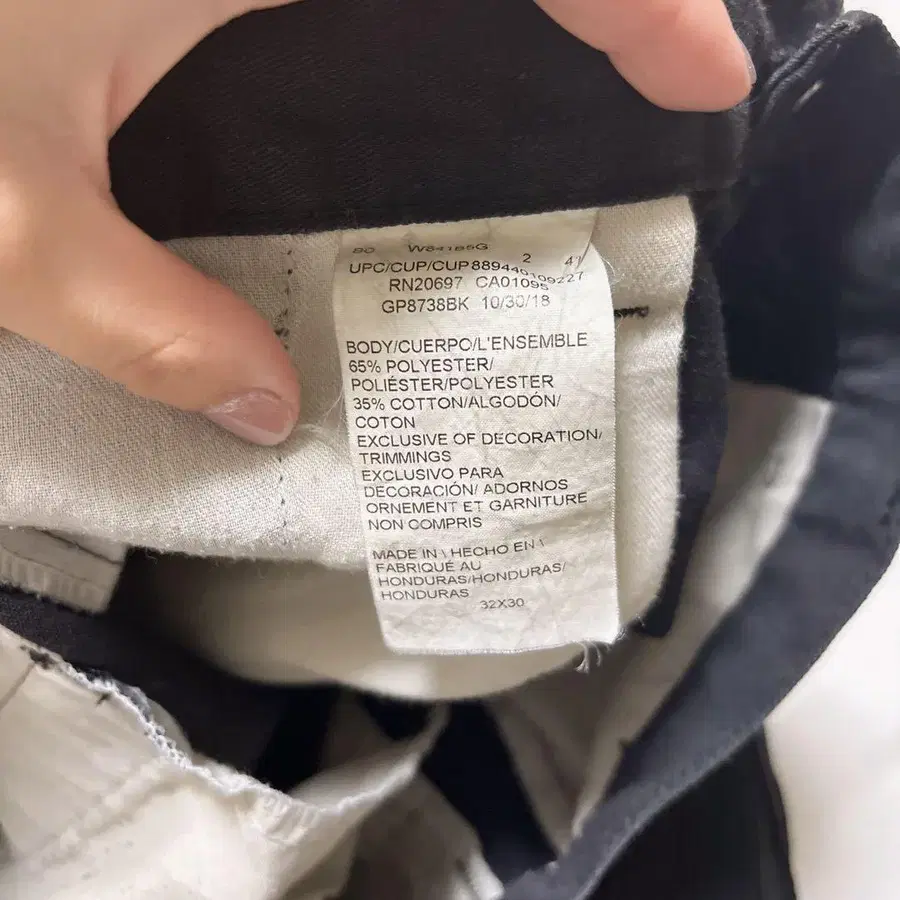 UPC/CUP/CUP 2 41
RN20697 CA01095
GP8738BK 10/30/18
BODY/CUERPO/L'ENSEMBLE
65% POLYESTER/
POLIÉSTER/POLYESTER
35% COTTON/ALGODÓN/
COTON
EXCLUSIVE OF DECORATION/
TRIMMINGS
EXCLUSIVO PARA
DECORACIÓN/ ADORNOS
ORNEMENT ET GARNITURE
NON COMPRIS
MADE IN \ HECHO EN \
FABRIQUÉ AU
HONDURAS/HONDURAS/
HONDURAS
32X30